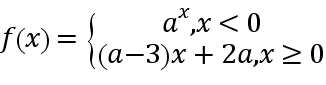 f(x) = { a^x, x < 0
(a−3)x + 2a, x ≥ 0